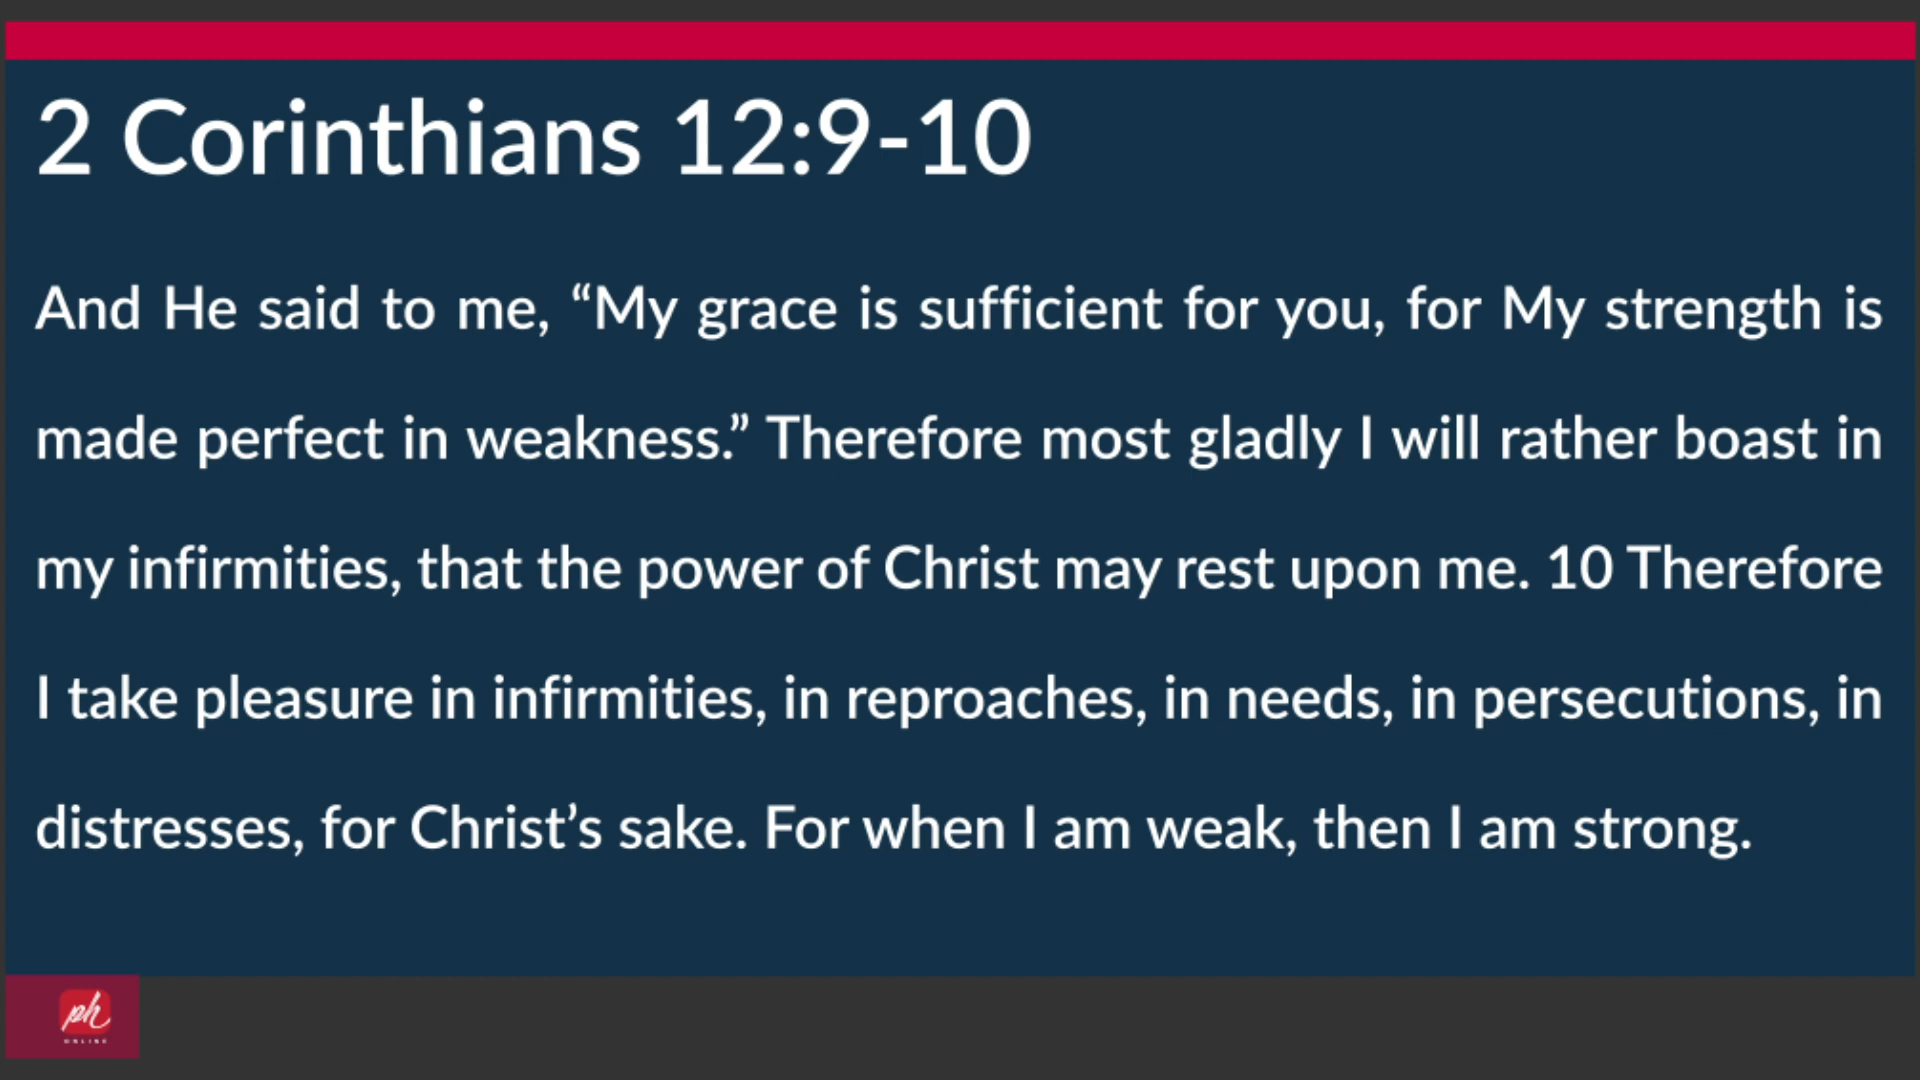 2 Corinthians 12:9-10
And He said to me, “My grace is sufficient for you, for My strength is
made perfect in weakness.” Therefore most gladly I will rather boast in
my infirmities, that the power of Christ may rest upon me. 10 Therefore
I take pleasure in infirmities, in reproaches, in needs, in persecutions, in
distresses, for Christ’s sake. For when I am weak, then I am strong.
ph
ONLINE